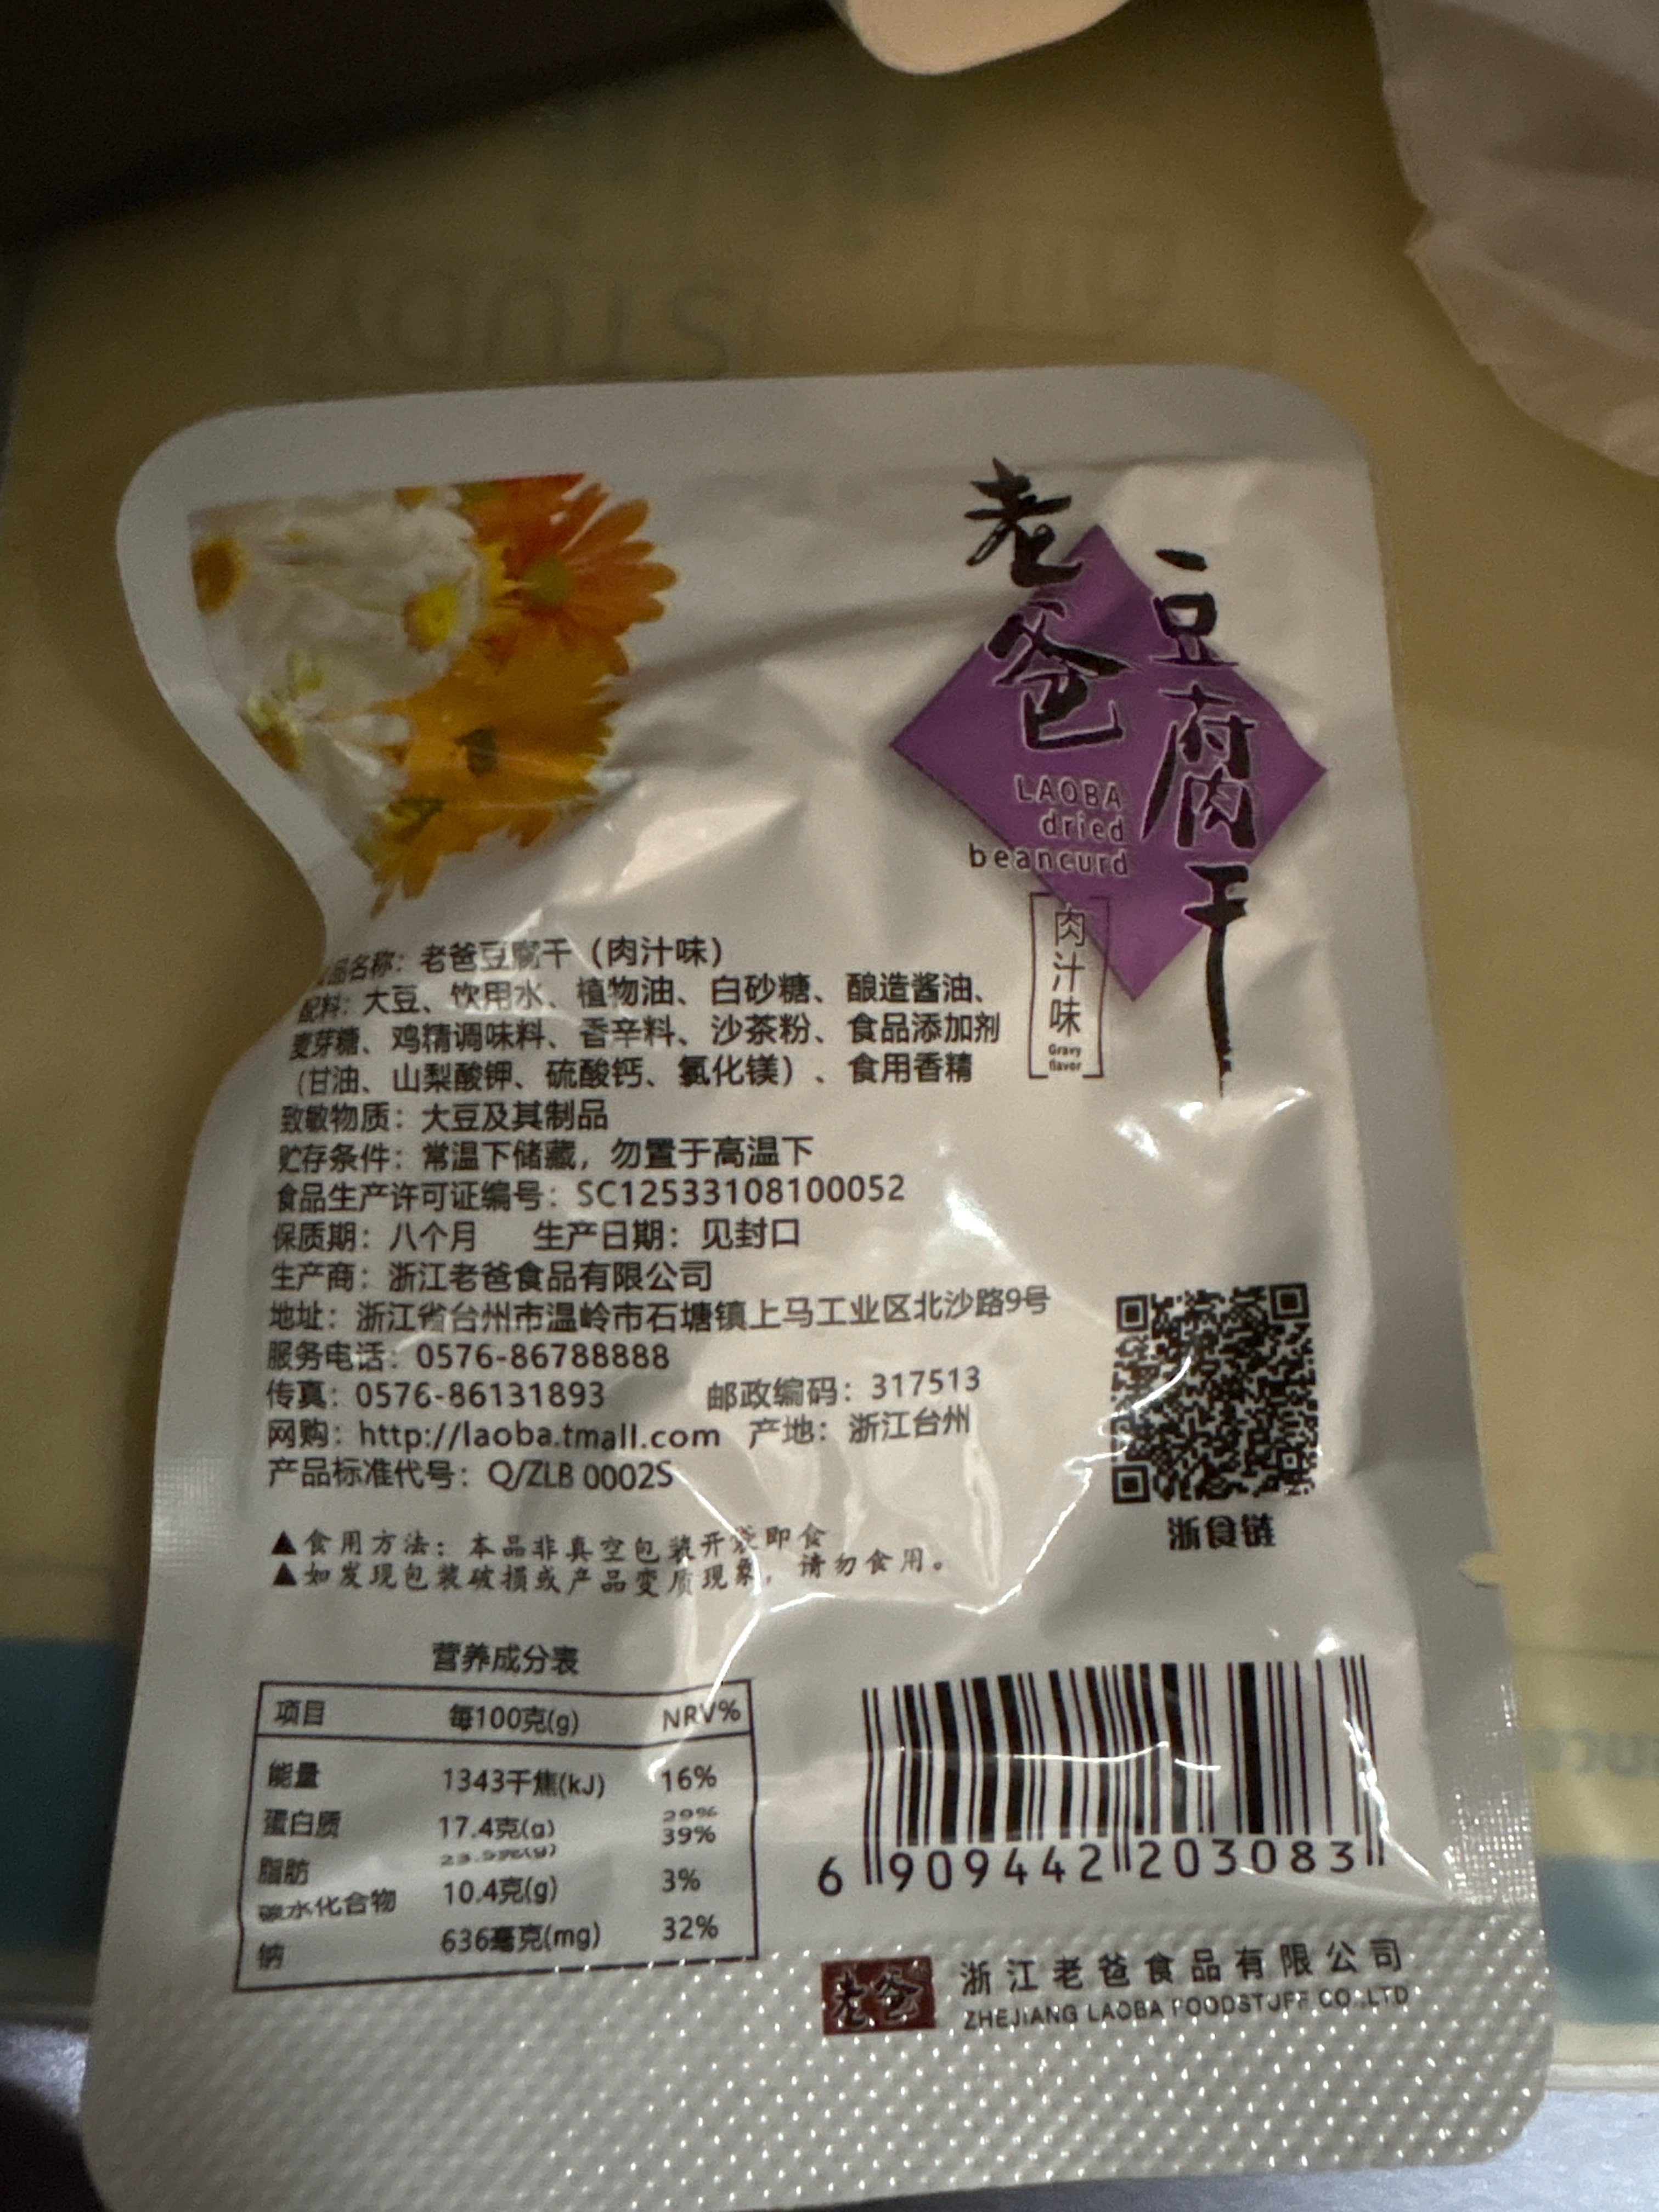 老爸
豆腐干
LAOBA
dried
beancurd
肉汁味
Gravy
flavor
品名称：老爸豆腐干（肉汁味）
配料：大豆、饮用水、植物油、白砂糖、酿造酱油、
麦芽糖、鸡精调味料、香辛料、沙茶粉、食品添加剂
（甘油、山梨酸钾、硫酸钙、氯化镁）、食用香精
致敏物质：大豆及其制品
贮存条件：常温下储藏，勿置于高温下
食品生产许可证编号：SC12533108100052
保质期：八个月 生产日期：见封口
生产商：浙江老爸食品有限公司
地址：浙江省台州市温岭市石塘镇上马工业区北沙路9号
服务电话：0576-86788888
传真：0576-86131893 邮政编码：317513
网购：http://laoba.tmall.com 产地：浙江台州
产品标准代号：Q/ZLB 0002S
浙食链
▲食用方法：本品非真空包装开袋即食
▲如发现包装破损或产品变质现象，请勿食用。
营养成分表
项目 每100克(g) NRV%
能量 1343千焦(kJ) 16%
蛋白质 17.4克(g) 29%
脂肪 39%
碳水化合物 10.4克(g) 3%
钠 636毫克(mg) 32%
6 909442 203083
老爸
浙江老爸食品有限公司
ZHEJIANG LAOBA FOODSTUFF CO.,LTD
STUDY